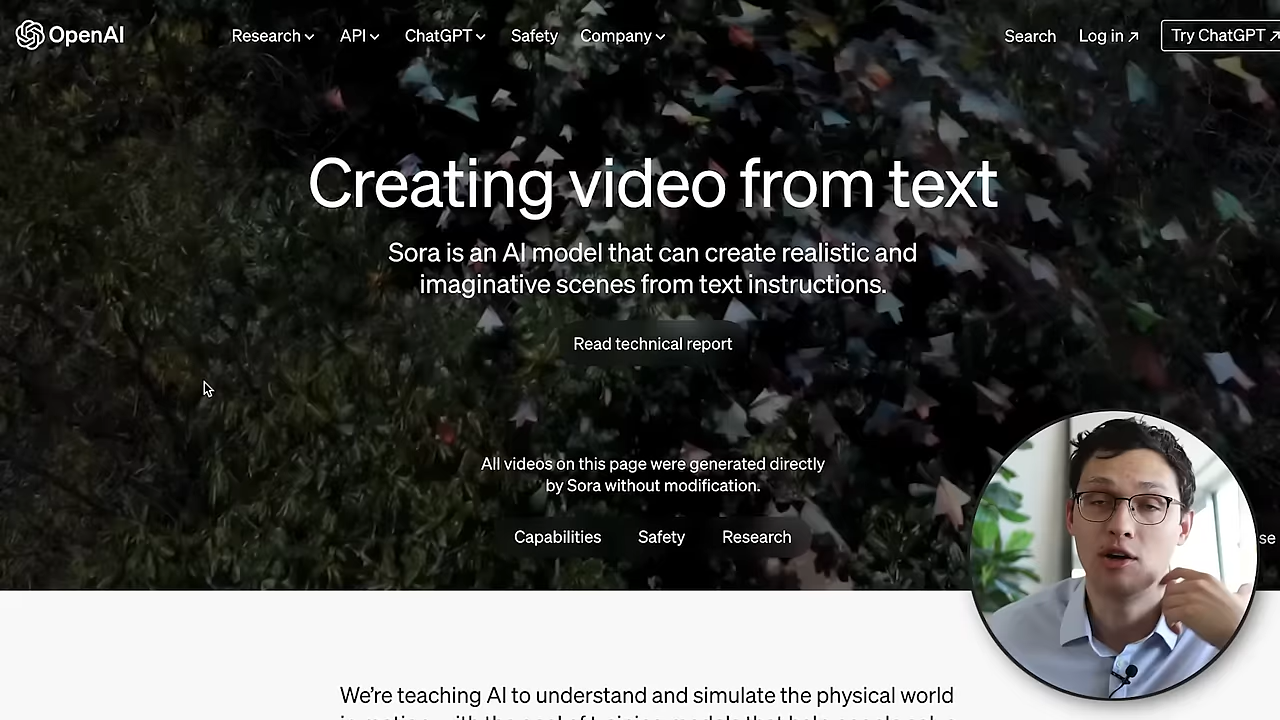 OpenAI
Research
API
ChatGPT
Safety
Company
Search
Log in ↗
Try ChatGPT ↗
Creating video from text
Sora is an AI model that can create realistic and
imaginative scenes from text instructions.
Read technical report
All videos on this page were generated directly
by Sora without modification.
Capabilities
Safety
Research
se
We're teaching AI to understand and simulate the physical world